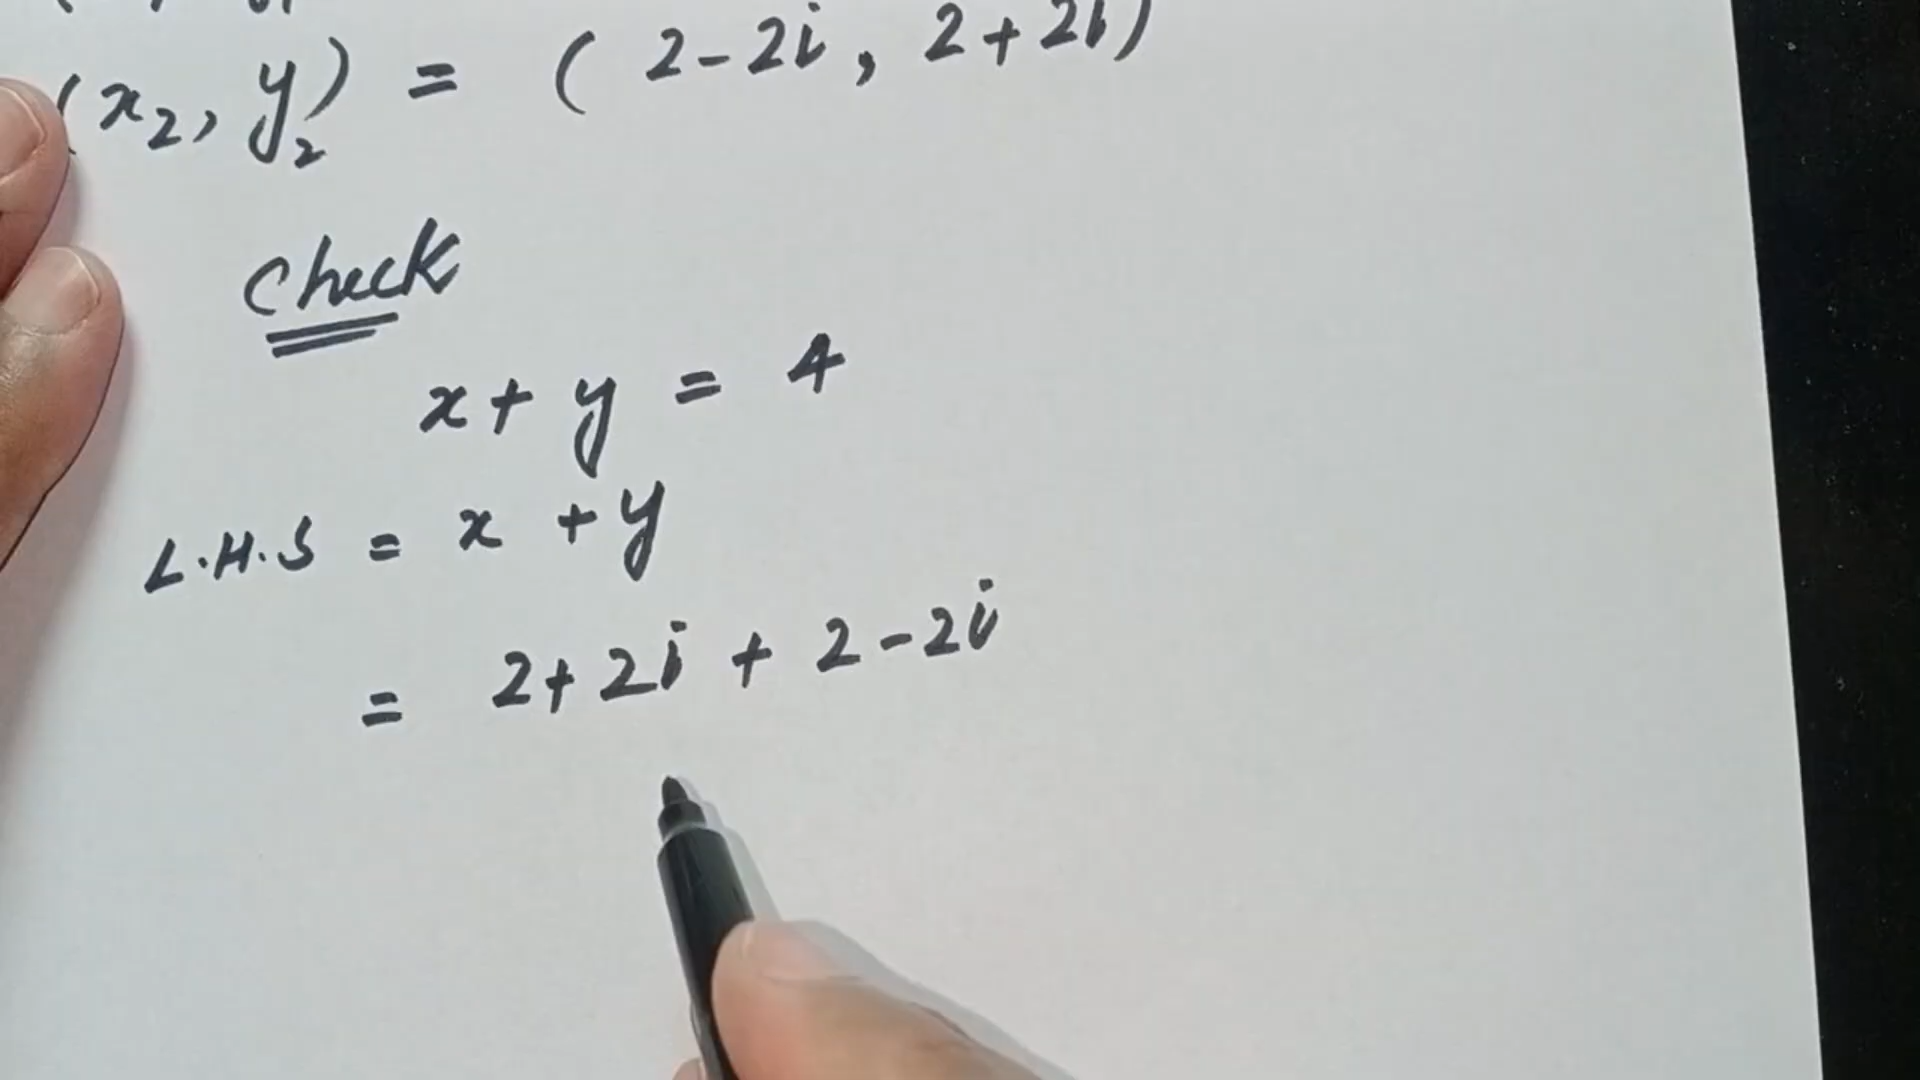 (x₂, y₂) = ( 2-2i , 2+2i)
Check
x + y = 4
L.H.S = x + y
= 2+2i + 2-2i